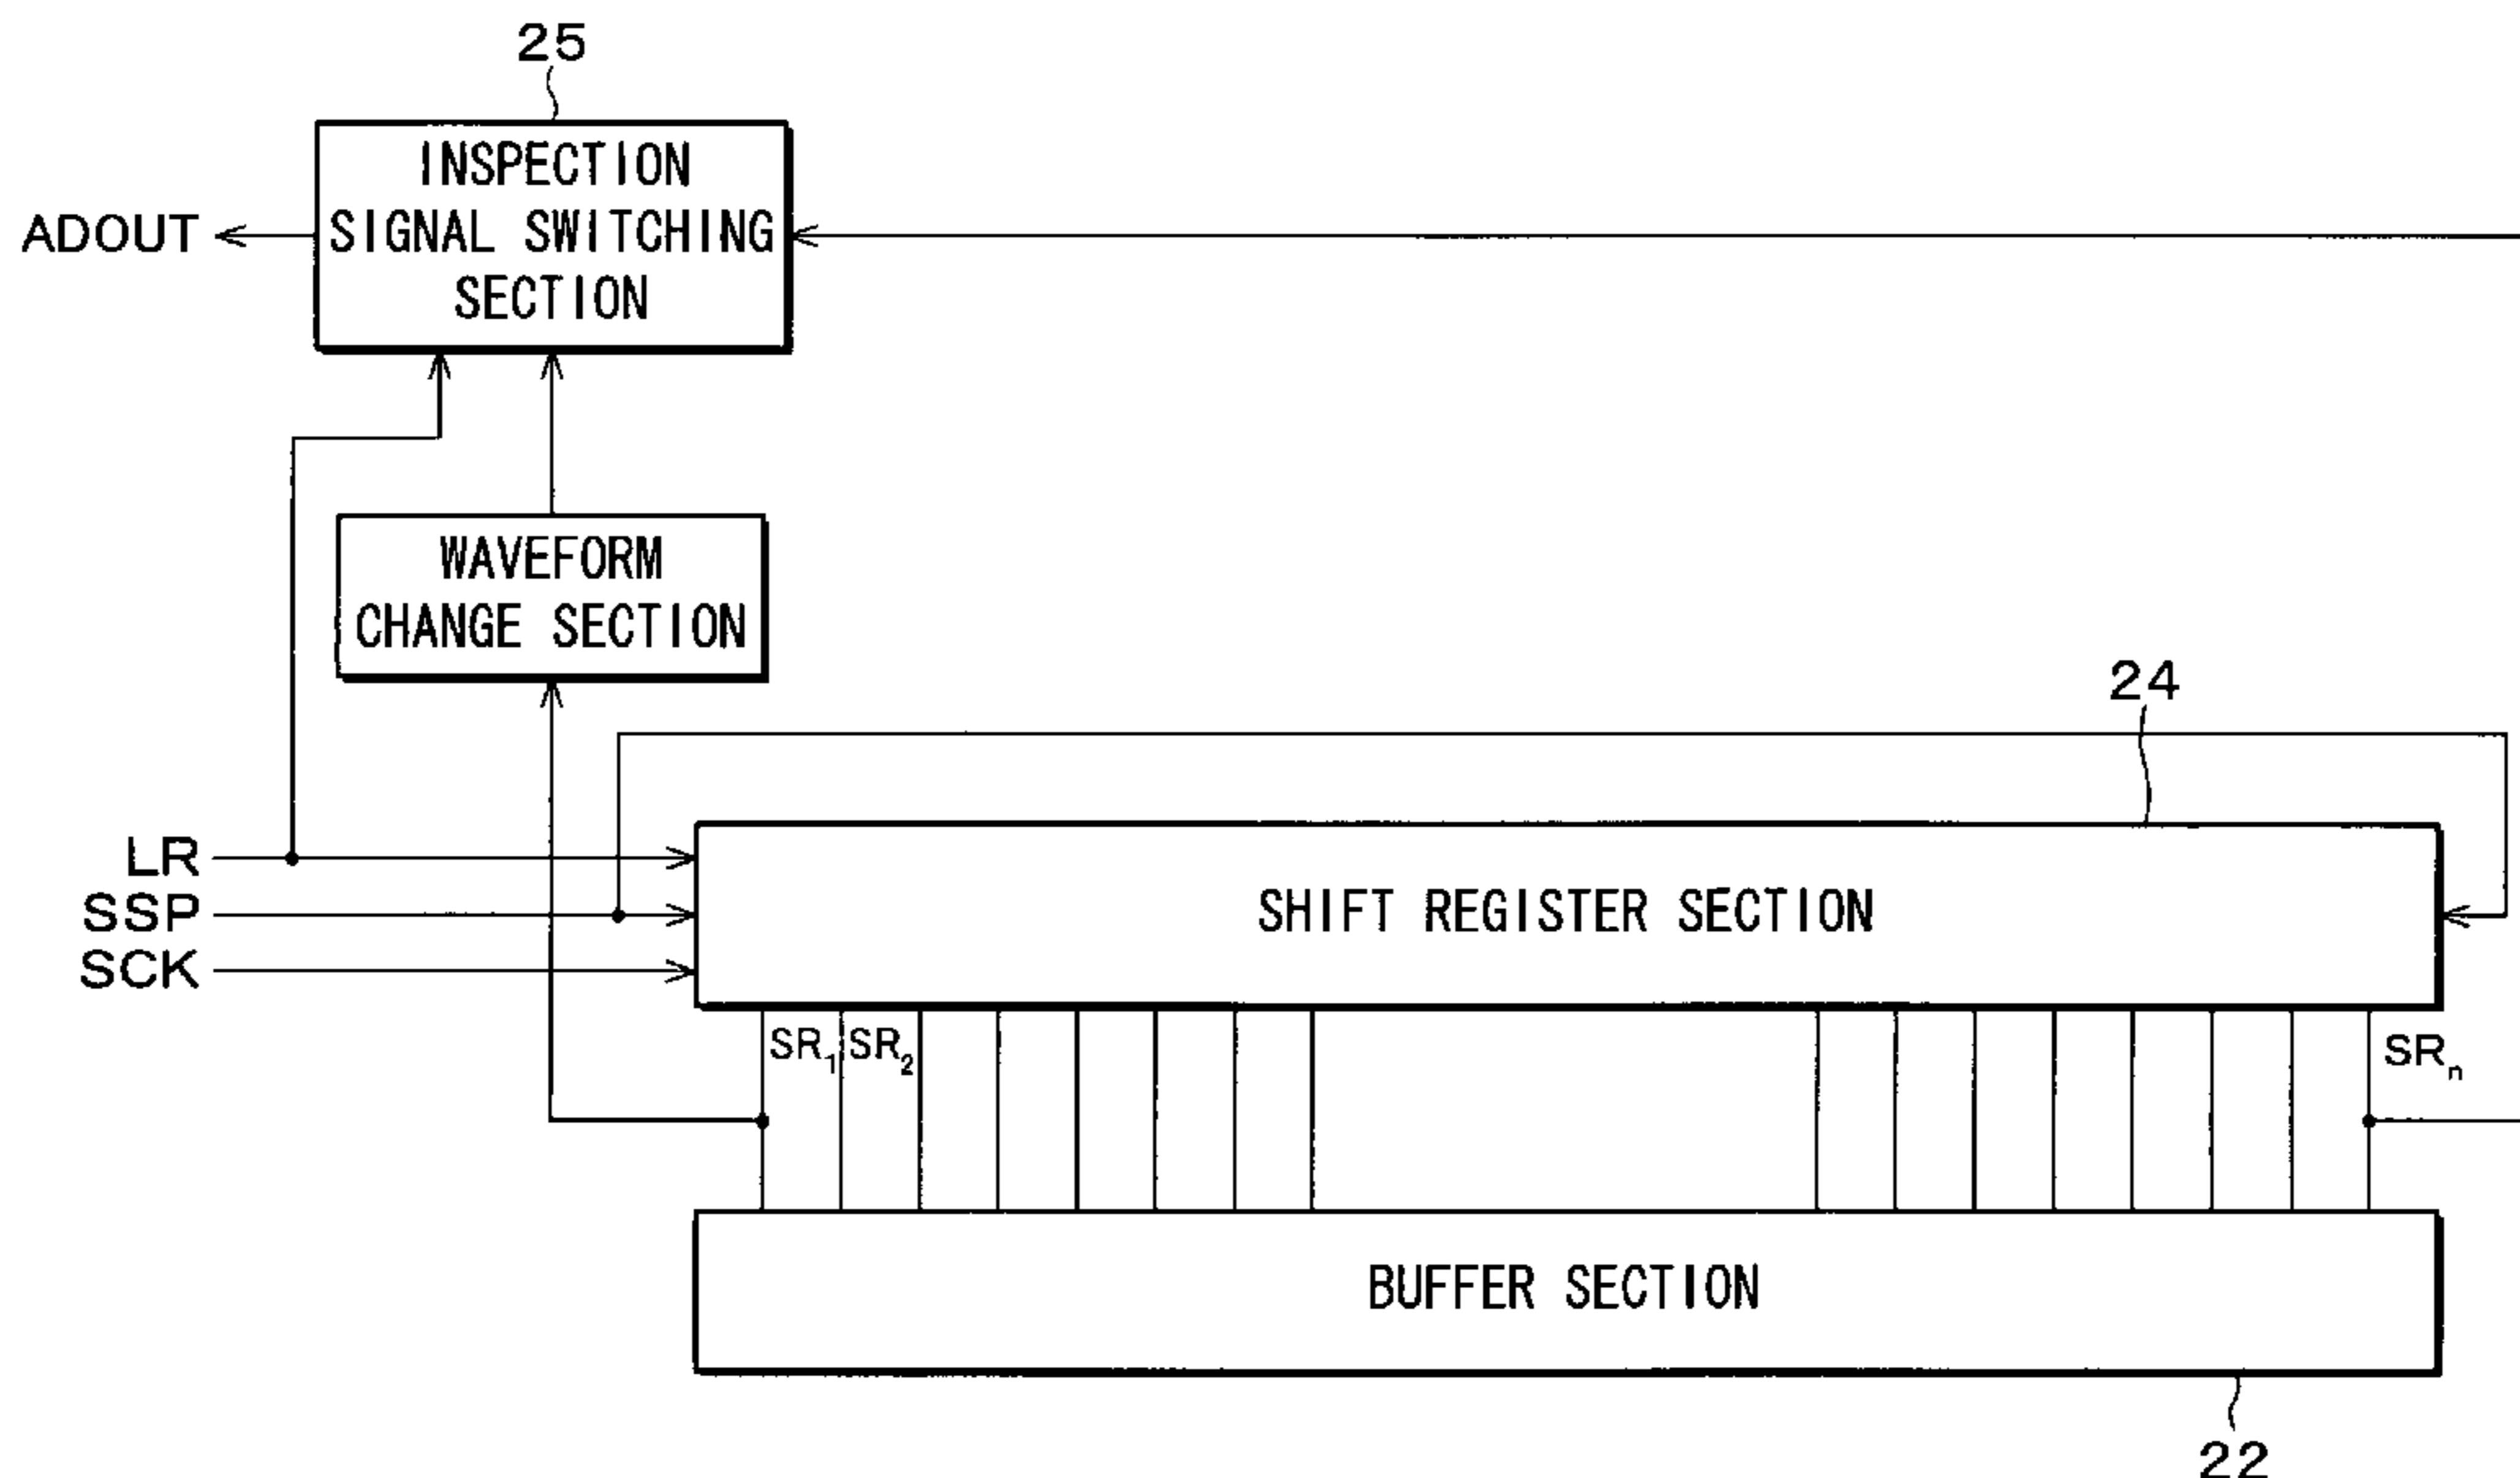 25
INSPECTION
SIGNAL SWITCHING
SECTION
ADOUT
WAVEFORM
CHANGE SECTION
24
LR
SSP
SCK
SHIFT REGISTER SECTION
SR1 SR2 SRn
BUFFER SECTION
22